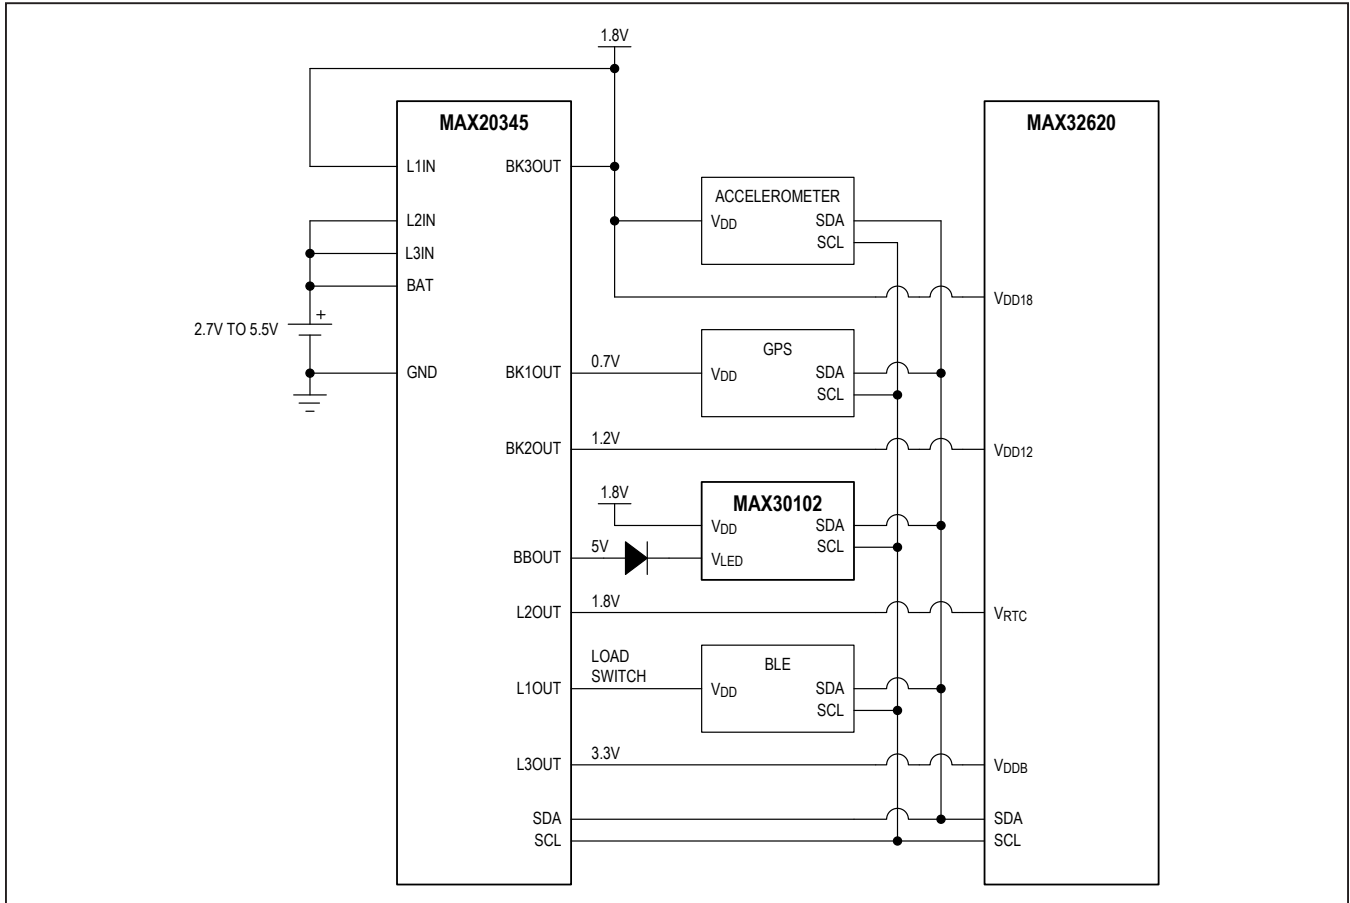 1.8V
MAX20345
MAX32620
L1IN
BK3OUT
ACCELEROMETER
VDD
SDA
SCL
L2IN
L3IN
BAT
VDD18
+
2.7V TO 5.5V
GPS
GND
BK1OUT
0.7V
VDD
SDA
SCL
BK2OUT
1.2V
VDD12
1.8V
MAX30102
VDD
SDA
SCL
BBOUT
5V
VLED
L2OUT
1.8V
VRTC
LOAD
SWITCH
BLE
L1OUT
VDD
SDA
SCL
L3OUT
3.3V
VDDB
SDA
SDA
SCL
SCL